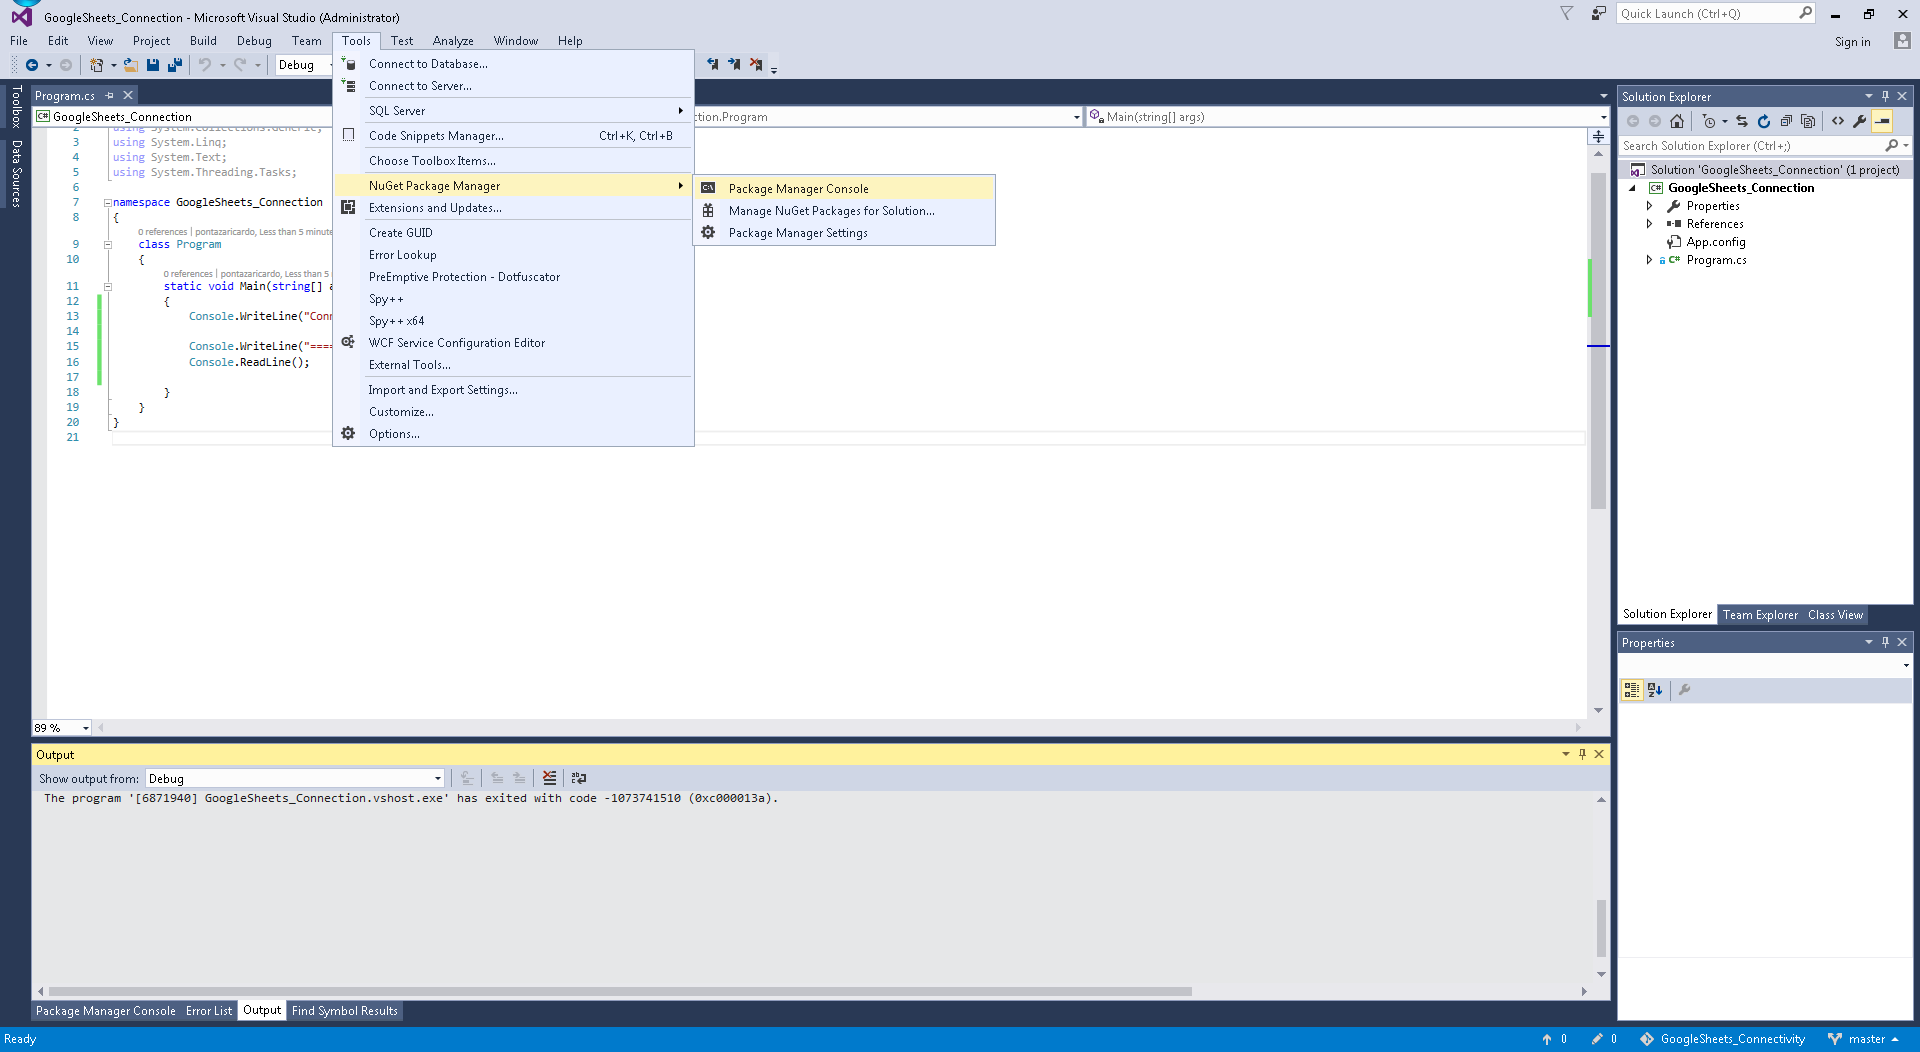 GoogleSheets_Connection - Microsoft Visual Studio (Administrator)
Quick Launch (Ctrl+Q)
File Edit View Project Build Debug Team Tools Test Analyze Window Help
Sign in
Debug
Toolbox
Data Sources
Program.cs
GoogleSheets_Connection
ction.Program
Main(string[] args)
2 using System.Collections.Generic;
3 using System.Linq;
4 using System.Text;
5 using System.Threading.Tasks;
6
7 namespace GoogleSheets_Connection
8 {
0 references | pontazaricardo, Less than 5 minute
9 class Program
10 {
0 references | pontazaricardo, Less than 5
11 static void Main(string[] a
12 {
13 Console.WriteLine("Conn
14
15 Console.WriteLine("====
16 Console.ReadLine();
17
18 }
19 }
20 }
21
Connect to Database...
Connect to Server...
SQL Server
Code Snippets Manager... Ctrl+K, Ctrl+B
Choose Toolbox Items...
NuGet Package Manager
Extensions and Updates...
Create GUID
Error Lookup
PreEmptive Protection - Dotfuscator
Spy++
Spy++ x64
WCF Service Configuration Editor
External Tools...
Import and Export Settings...
Customize...
Options...
Package Manager Console
Manage NuGet Packages for Solution...
Package Manager Settings
Solution Explorer
Search Solution Explorer (Ctrl+;)
Solution 'GoogleSheets_Connection' (1 project)
GoogleSheets_Connection
Properties
References
App.config
Program.cs
Solution Explorer Team Explorer Class View
Properties
89 %
Output
Show output from: Debug
The program '[6871940] GoogleSheets_Connection.vshost.exe' has exited with code -1073741510 (0xc000013a).
Package Manager Console Error List Output Find Symbol Results
Ready
0 0 GoogleSheets_Connectivity master